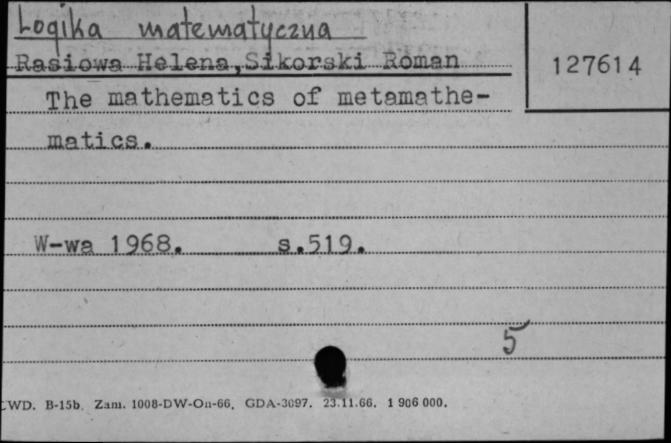 Logika matematyczna
Rasiowa Helena,Sikorski Roman
127614
The mathematics of metamathe-
matics.
W-wa 1968. s.519.
5
WD. B-15b. Zam. 1008-DW-On-66. GDA-3097. 23.11.66. 1 906 000.